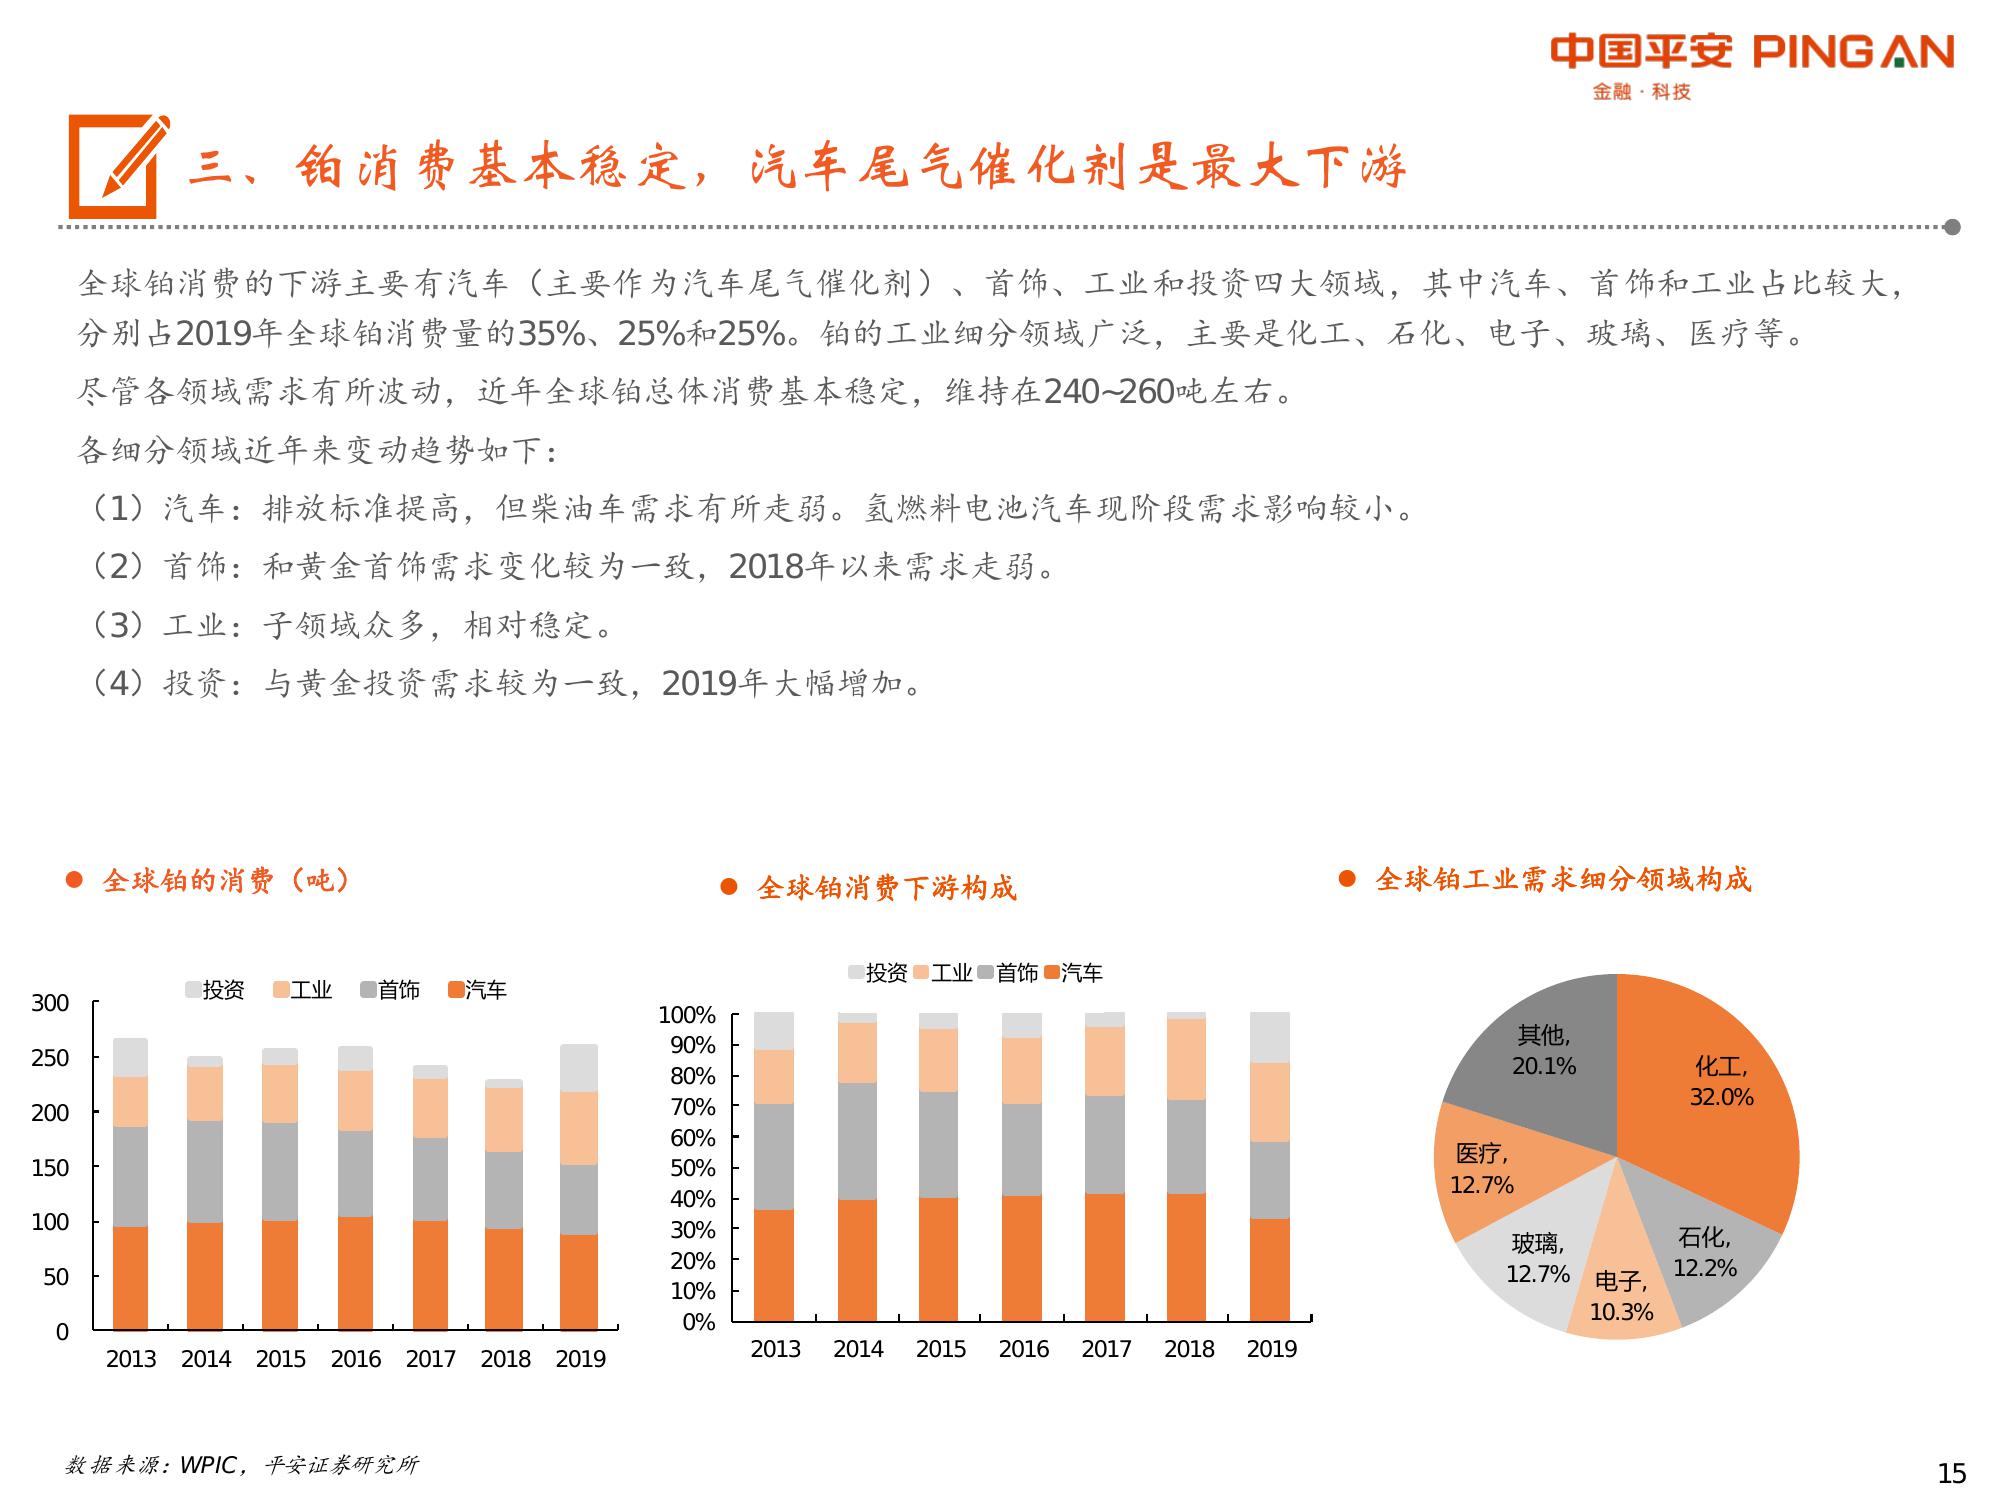 中国平安 PING AN
金融·科技
三、铂消费基本稳定，汽车尾气催化剂是最大下游
全球铂消费的下游主要有汽车（主要作为汽车尾气催化剂）、首饰、工业和投资四大领域，其中汽车、首饰和工业占比较大，
分别占2019年全球铂消费量的35%、25%和25%。铂的工业细分领域广泛，主要是化工、石化、电子、玻璃、医疗等。
尽管各领域需求有所波动，近年全球铂总体消费基本稳定，维持在240~260吨左右。
各细分领域近年来变动趋势如下：
（1）汽车：排放标准提高，但柴油车需求有所走弱。氢燃料电池汽车现阶段需求影响较小。
（2）首饰：和黄金首饰需求变化较为一致，2018年以来需求走弱。
（3）工业：子领域众多，相对稳定。
（4）投资：与黄金投资需求较为一致，2019年大幅增加。
全球铂的消费（吨）
投资 工业 首饰 汽车
300
250
200
150
100
50
0
2013 2014 2015 2016 2017 2018 2019
全球铂消费下游构成
投资 工业 首饰 汽车
100%
90%
80%
70%
60%
50%
40%
30%
20%
10%
0%
2013 2014 2015 2016 2017 2018 2019
全球铂工业需求细分领域构成
其他,
20.1%
化工,
32.0%
医疗,
12.7%
玻璃,
12.7%
电子,
10.3%
石化,
12.2%
数据来源：WPIC，平安证券研究所
15